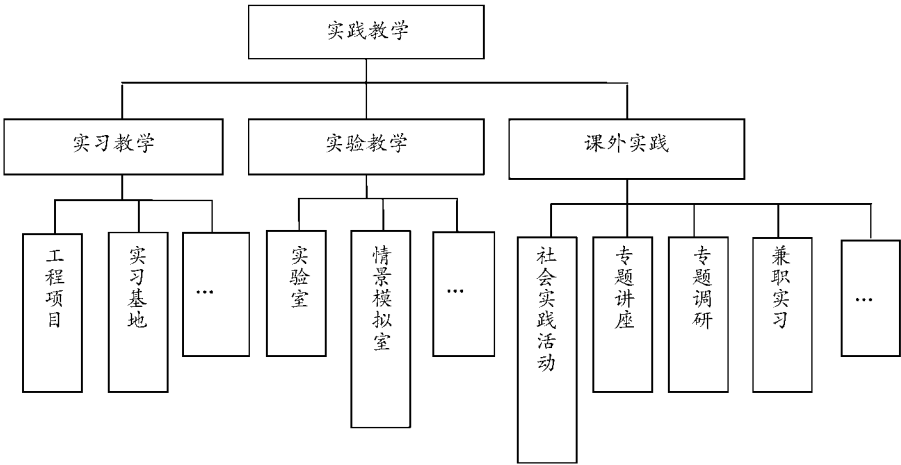 实践教学
实习教学
实验教学
课外实践
工程项目
实习基地
…
实验室
情景模拟室
…
社会实践活动
专题讲座
专题调研
兼职实习
…